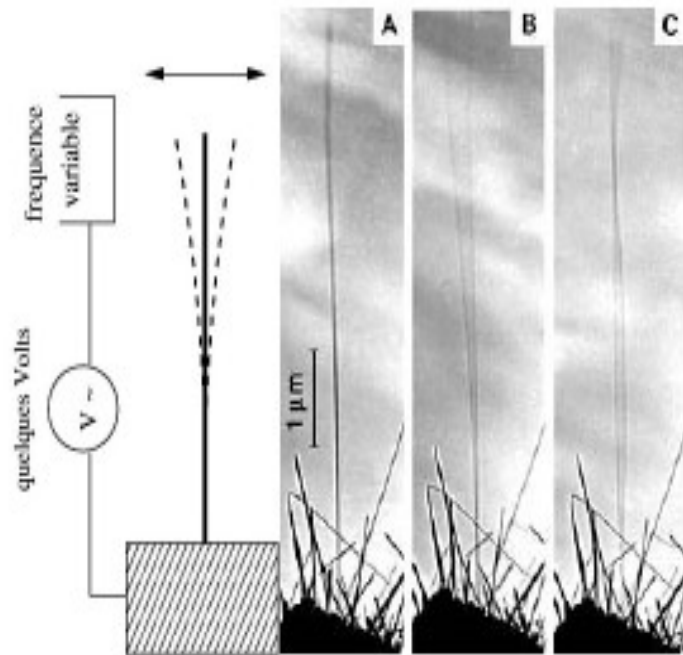 A
B
C
frequence
variable
quelques Volts
V ~
1 μm